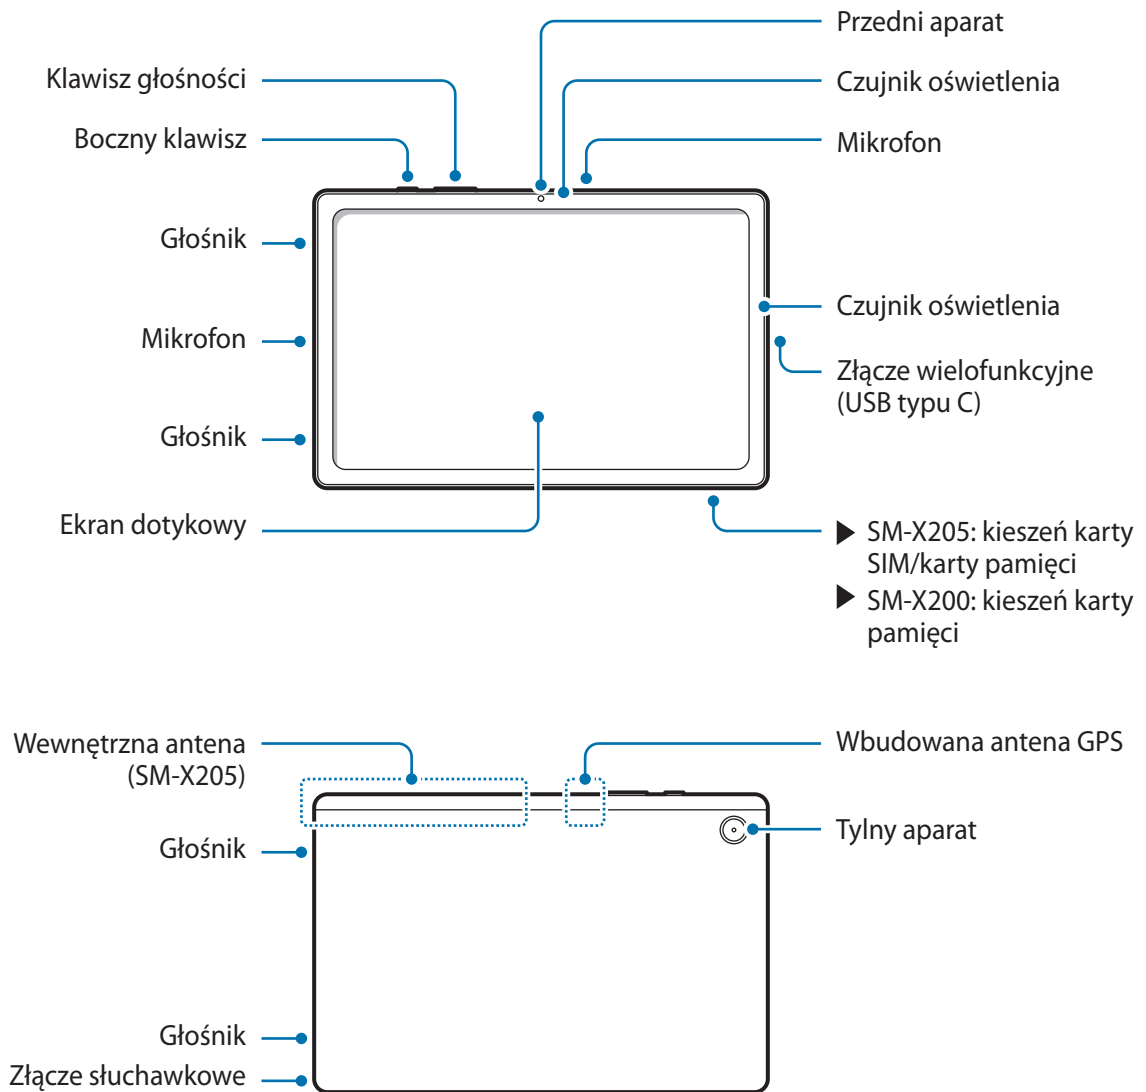 Przedni aparat
Klawisz głośności
Czujnik oświetlenia
Boczny klawisz
Mikrofon
Głośnik
Czujnik oświetlenia
Mikrofon
Złącze wielofunkcyjne
(USB typu C)
Głośnik
Ekran dotykowy
SM-X205: kieszeń karty
SIM/karty pamięci
SM-X200: kieszeń karty
pamięci
Wewnętrzna antena
(SM-X205)
Wbudowana antena GPS
Tylny aparat
Głośnik
Głośnik
Złącze słuchawkowe